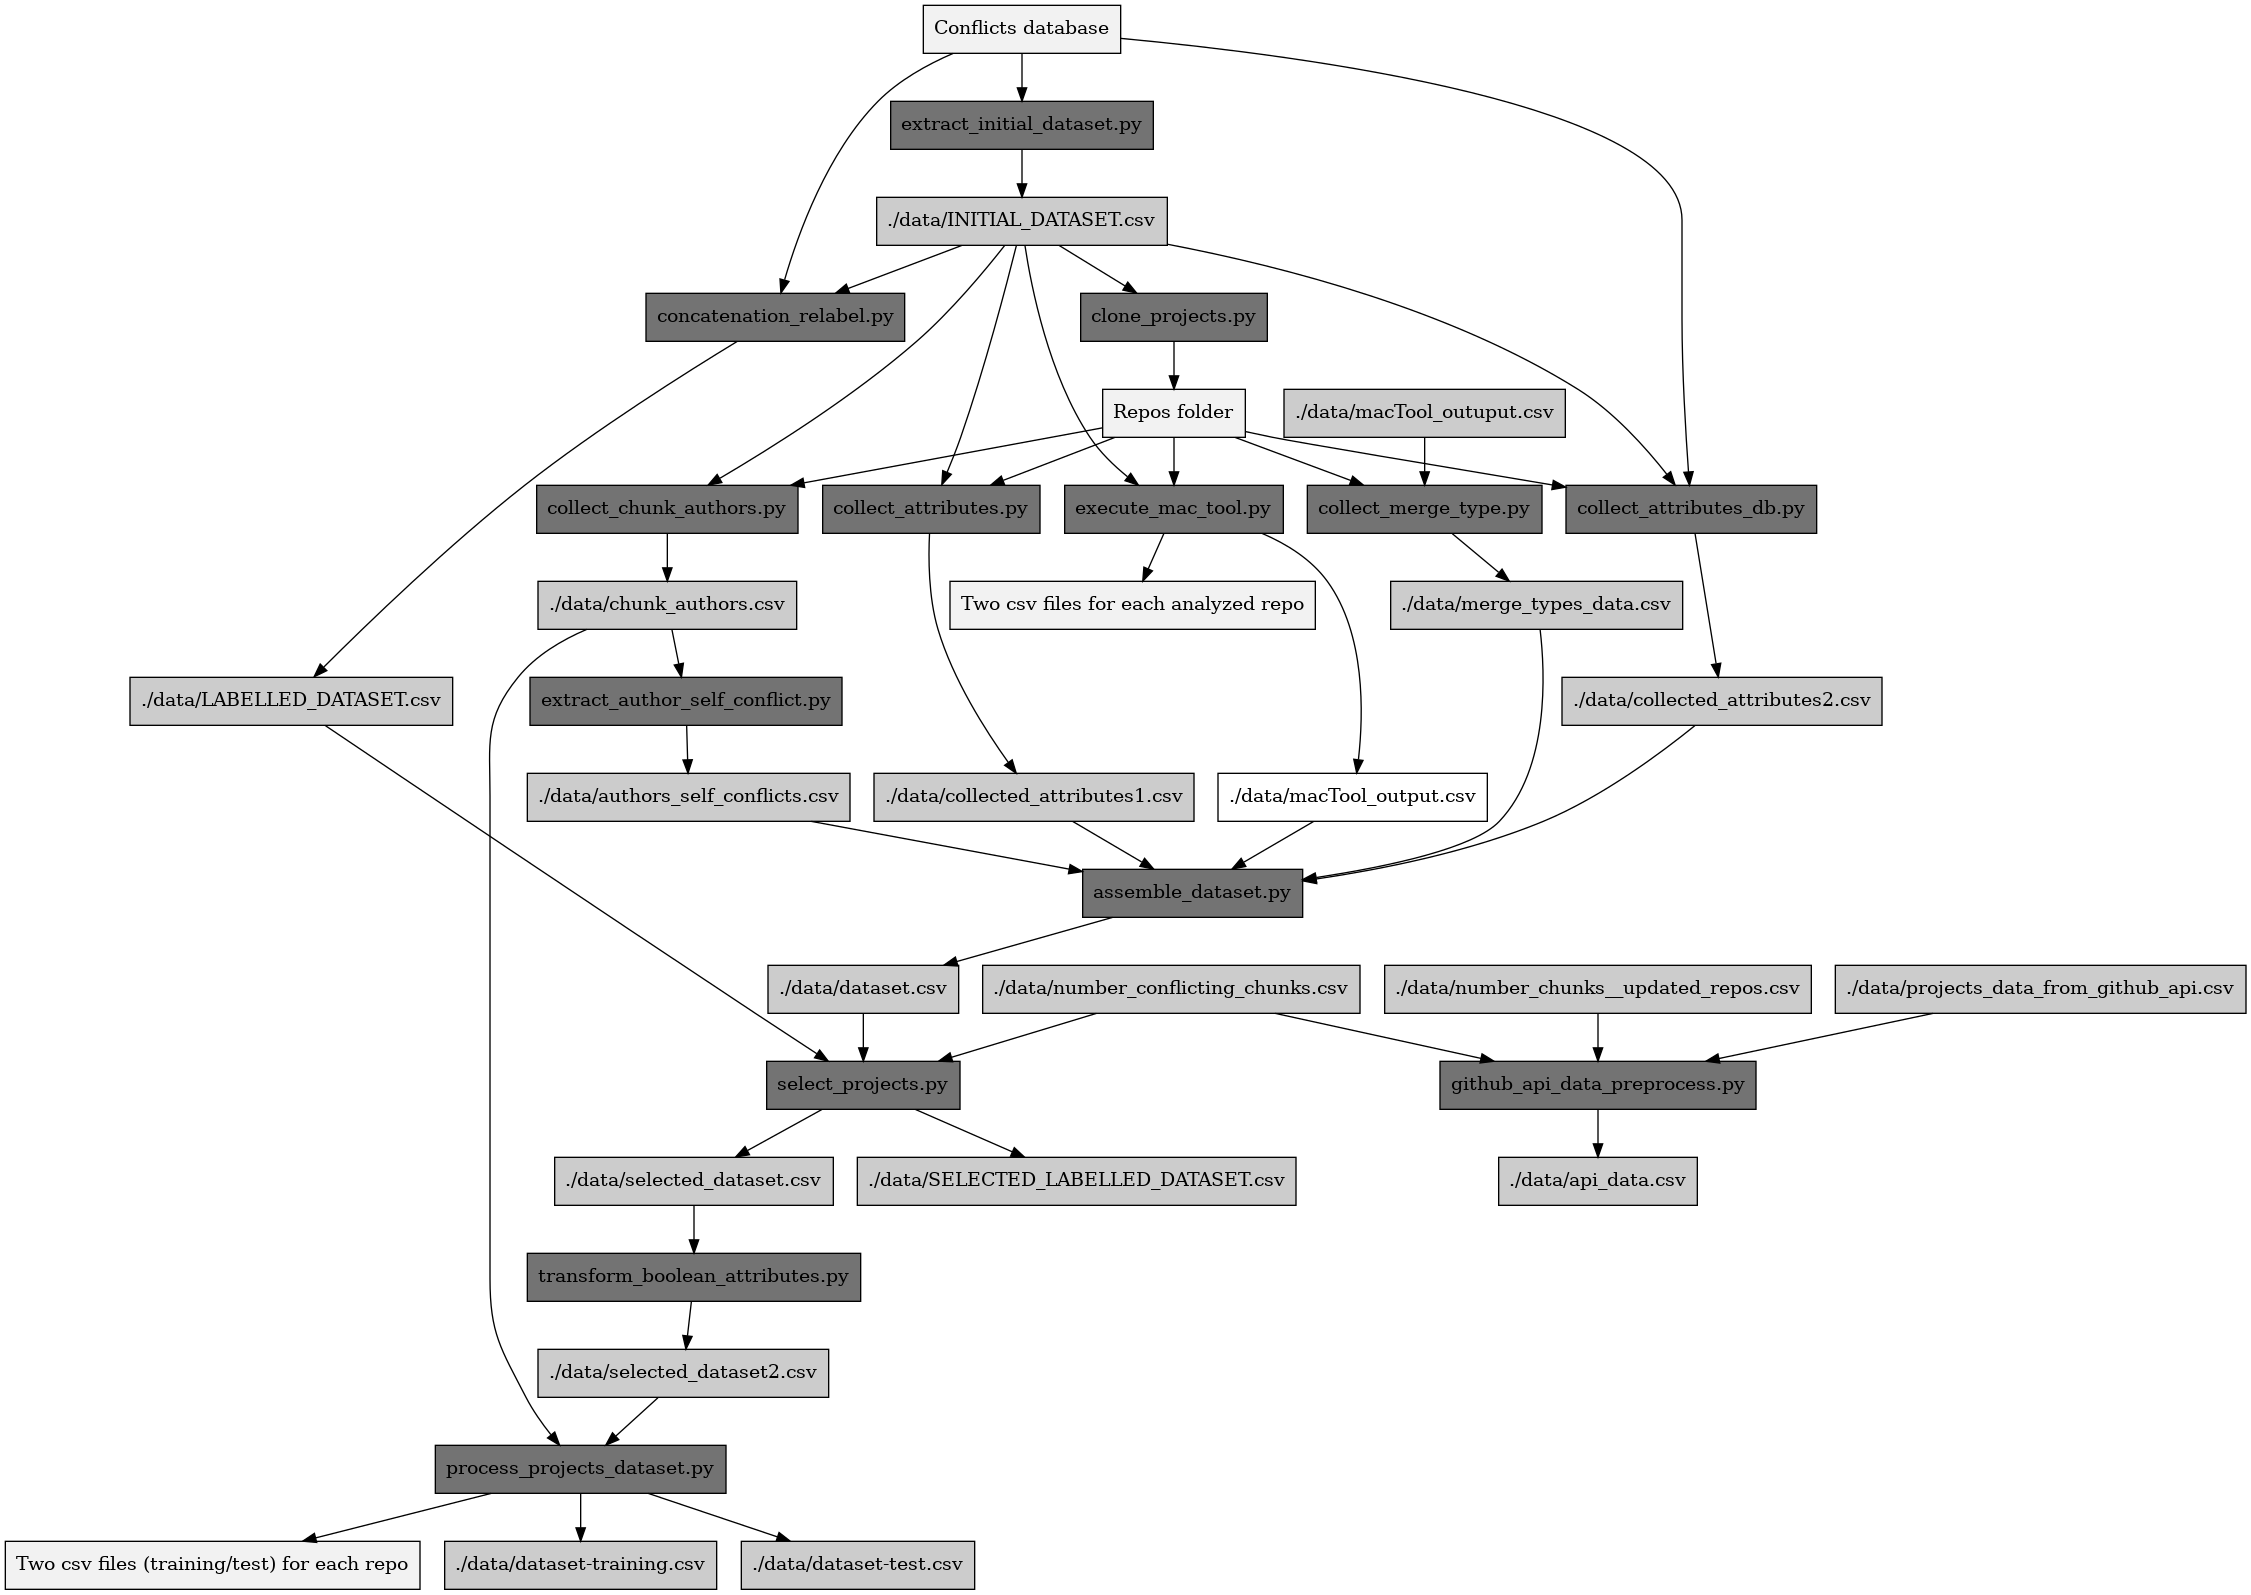 Conflicts database
extract_initial_dataset.py
./data/INITIAL_DATASET.csv
concatenation_relabel.py
clone_projects.py
Repos folder
./data/macTool_outuput.csv
collect_chunk_authors.py
collect_attributes.py
execute_mac_tool.py
collect_merge_type.py
collect_attributes_db.py
./data/chunk_authors.csv
Two csv files for each analyzed repo
./data/merge_types_data.csv
./data/LABELLED_DATASET.csv
extract_author_self_conflict.py
./data/collected_attributes2.csv
./data/authors_self_conflicts.csv
./data/collected_attributes1.csv
./data/macTool_output.csv
assemble_dataset.py
./data/dataset.csv
./data/number_conflicting_chunks.csv
./data/number_chunks__updated_repos.csv
./data/projects_data_from_github_api.csv
select_projects.py
github_api_data_preprocess.py
./data/selected_dataset.csv
./data/SELECTED_LABELLED_DATASET.csv
./data/api_data.csv
transform_boolean_attributes.py
./data/selected_dataset2.csv
process_projects_dataset.py
Two csv files (training/test) for each repo
./data/dataset-training.csv
./data/dataset-test.csv